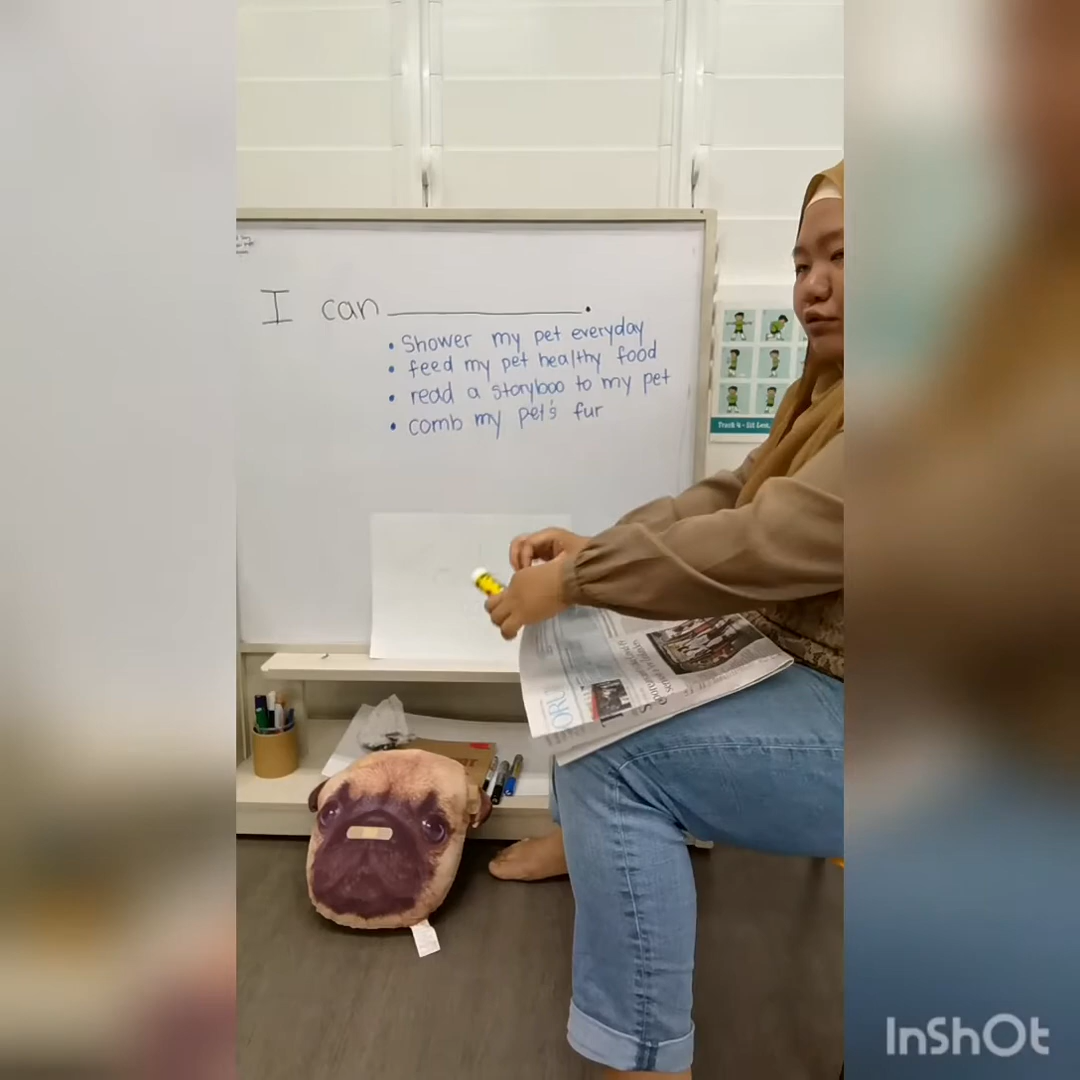 I can ____________.
• Shower my pet everyday
• feed my pet healthy food
• read a storyboo to my pet
• comb my pet's fur
InShOt